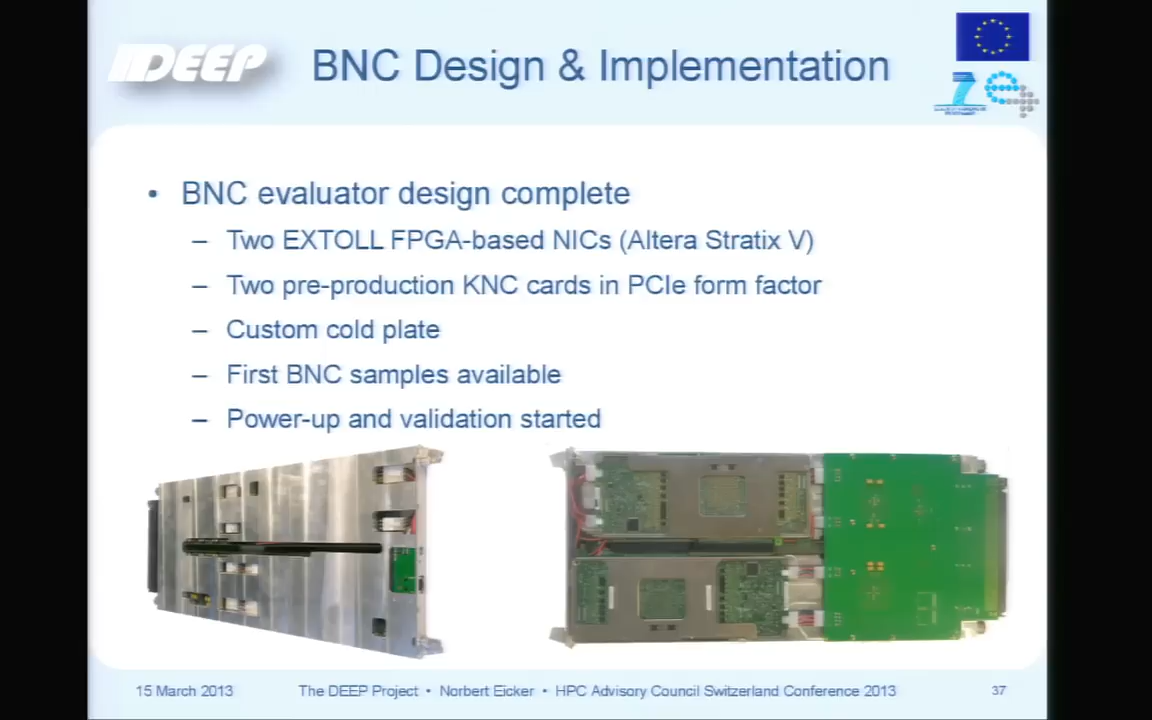 DEEP
BNC Design & Implementation
• BNC evaluator design complete
– Two EXTOLL FPGA-based NICs (Altera Stratix V)
– Two pre-production KNC cards in PCIe form factor
– Custom cold plate
– First BNC samples available
– Power-up and validation started
15 March 2013
The DEEP Project • Norbert Eicker • HPC Advisory Council Switzerland Conference 2013
37